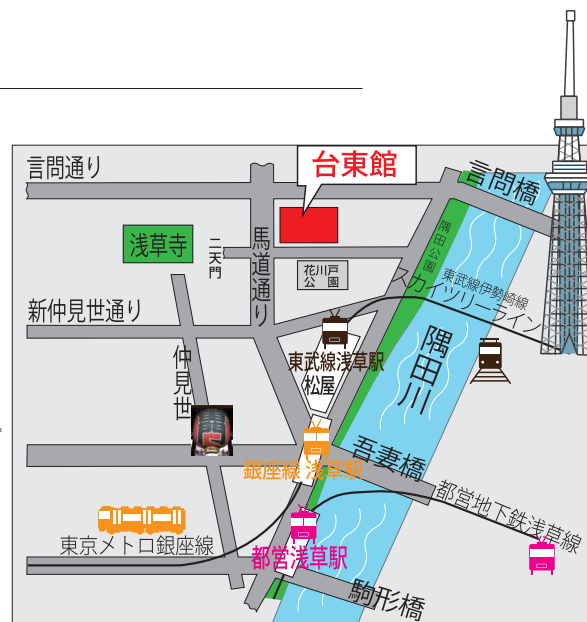 台東館
言問通り
言問橋
浅草寺
二天門
馬道通り
花川戸
公園
隅田公園
東武線伊勢崎線
スカイツリーライン
新仲見世通り
仲見世
東武線浅草駅
松屋
隅田川
銀座線 浅草駅
吾妻橋
都営地下鉄浅草線
東京メトロ銀座線
都営浅草駅
駒形橋